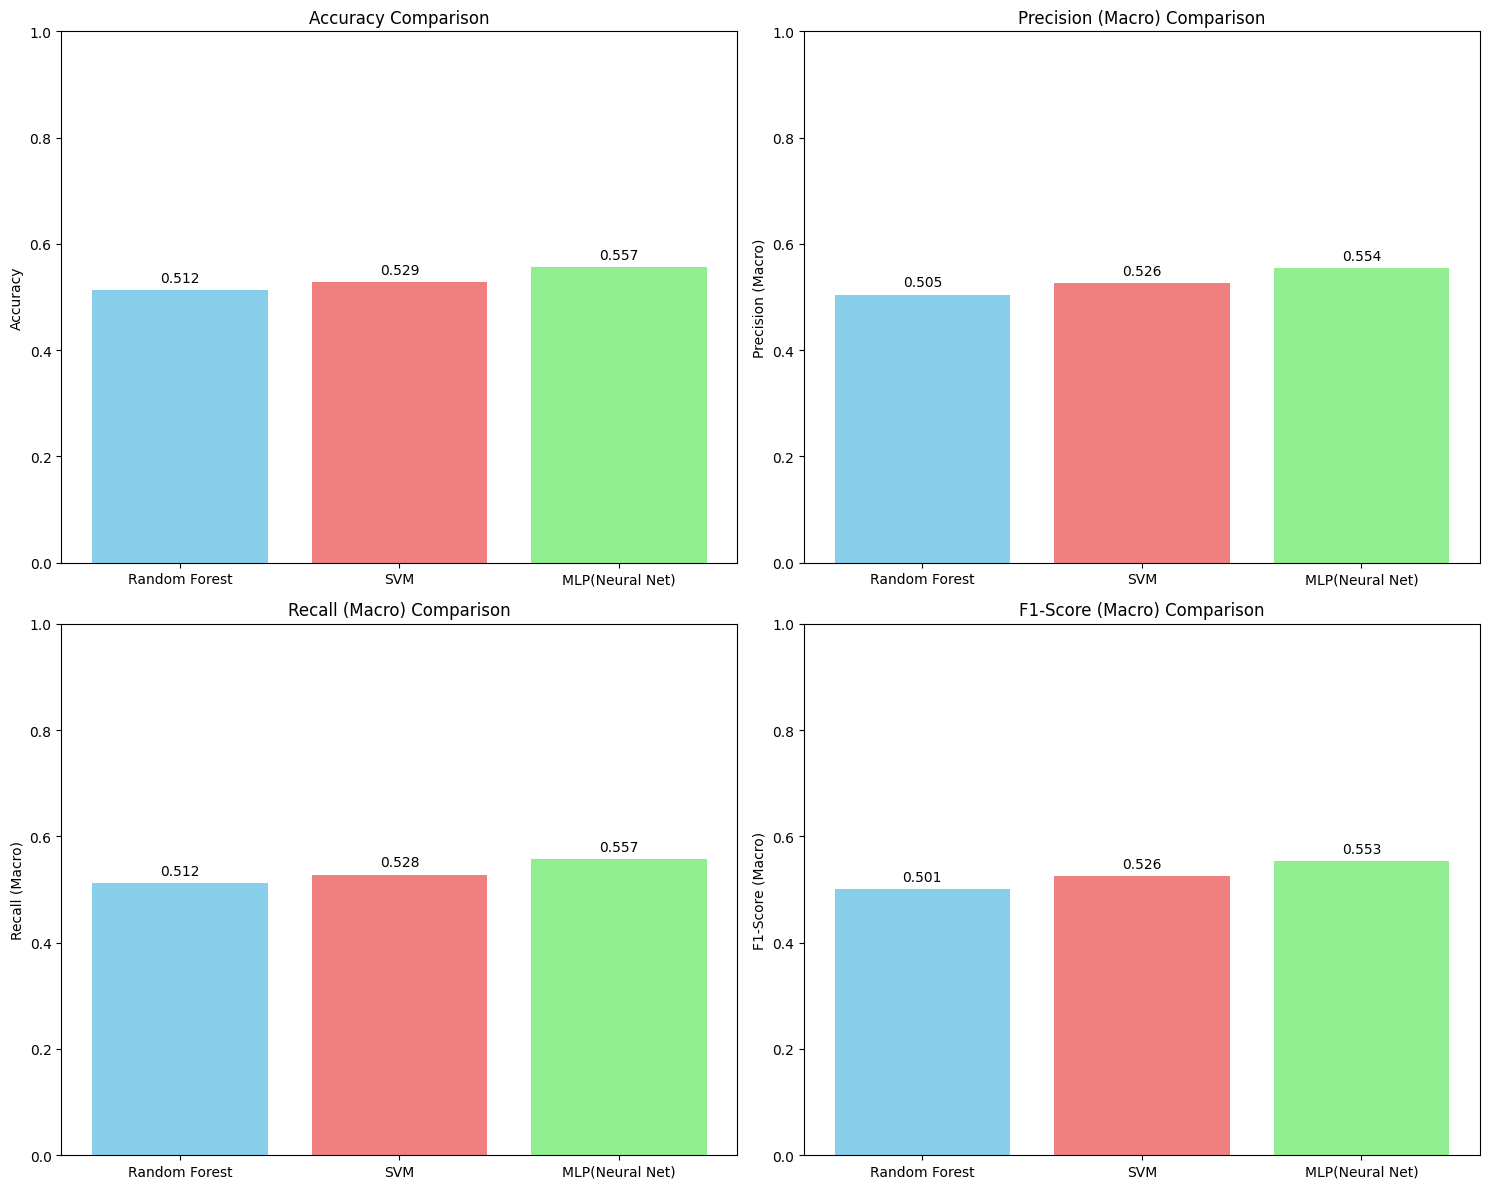 Accuracy Comparison
1.0
0.8
0.6
0.4
0.2
0.0
Accuracy
0.512
0.529
0.557
Random Forest
SVM
MLP(Neural Net)
Precision (Macro) Comparison
1.0
0.8
0.6
0.4
0.2
0.0
Precision (Macro)
0.505
0.526
0.554
Random Forest
SVM
MLP(Neural Net)
Recall (Macro) Comparison
1.0
0.8
0.6
0.4
0.2
0.0
Recall (Macro)
0.512
0.528
0.557
Random Forest
SVM
MLP(Neural Net)
F1-Score (Macro) Comparison
1.0
0.8
0.6
0.4
0.2
0.0
F1-Score (Macro)
0.501
0.526
0.553
Random Forest
SVM
MLP(Neural Net)